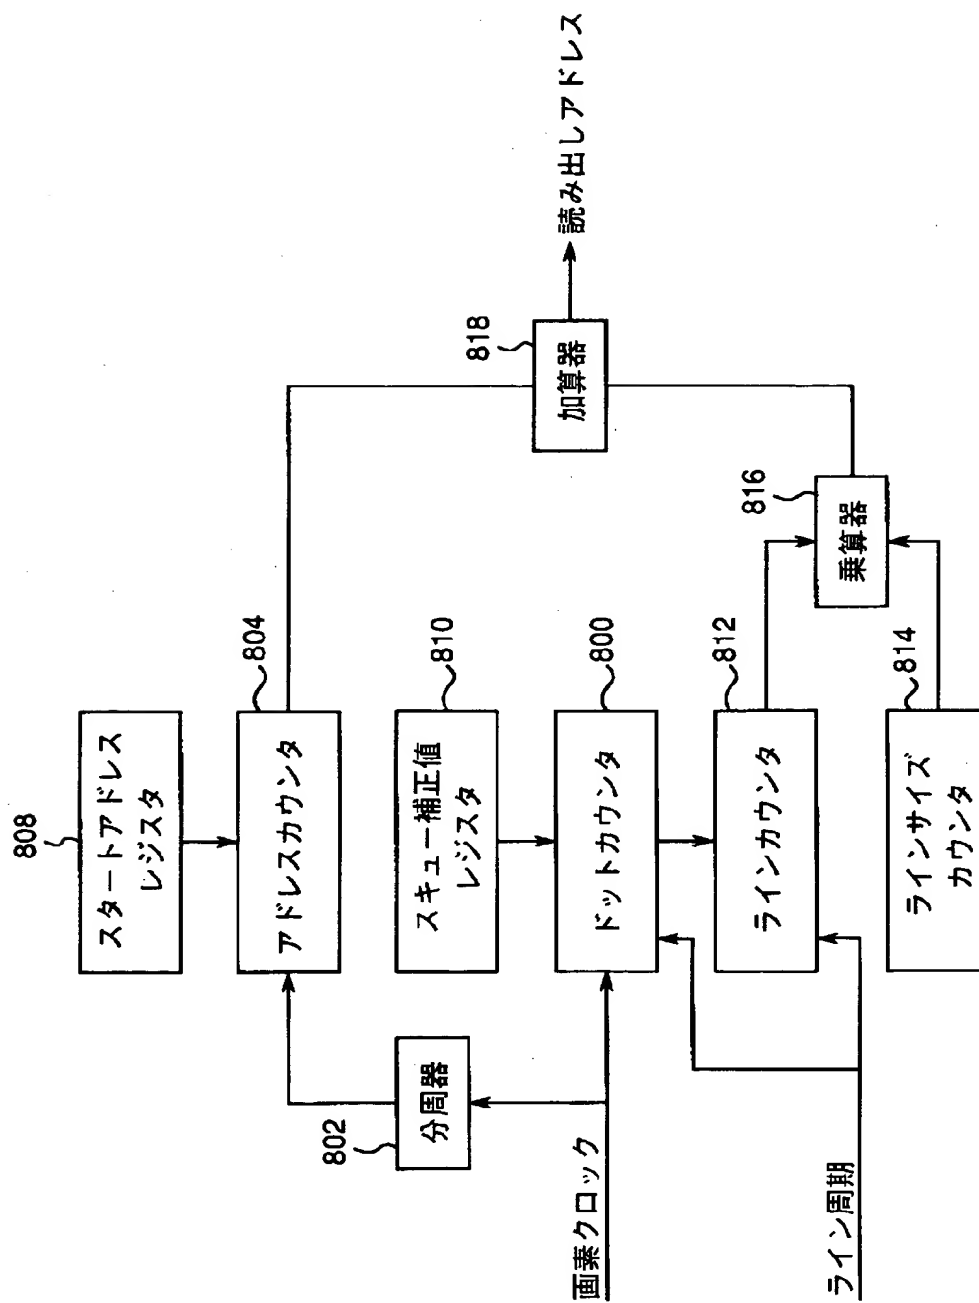 808
スタートアドレス
レジスタ
804
アドレスカウンタ
802
分周器
810
スキュー補正値
レジスタ
818
加算器
読み出しアドレス
画素クロック
800
ドットカウンタ
812
ラインカウンタ
816
乗算器
ライン周期
814
ラインサイズ
カウンタ